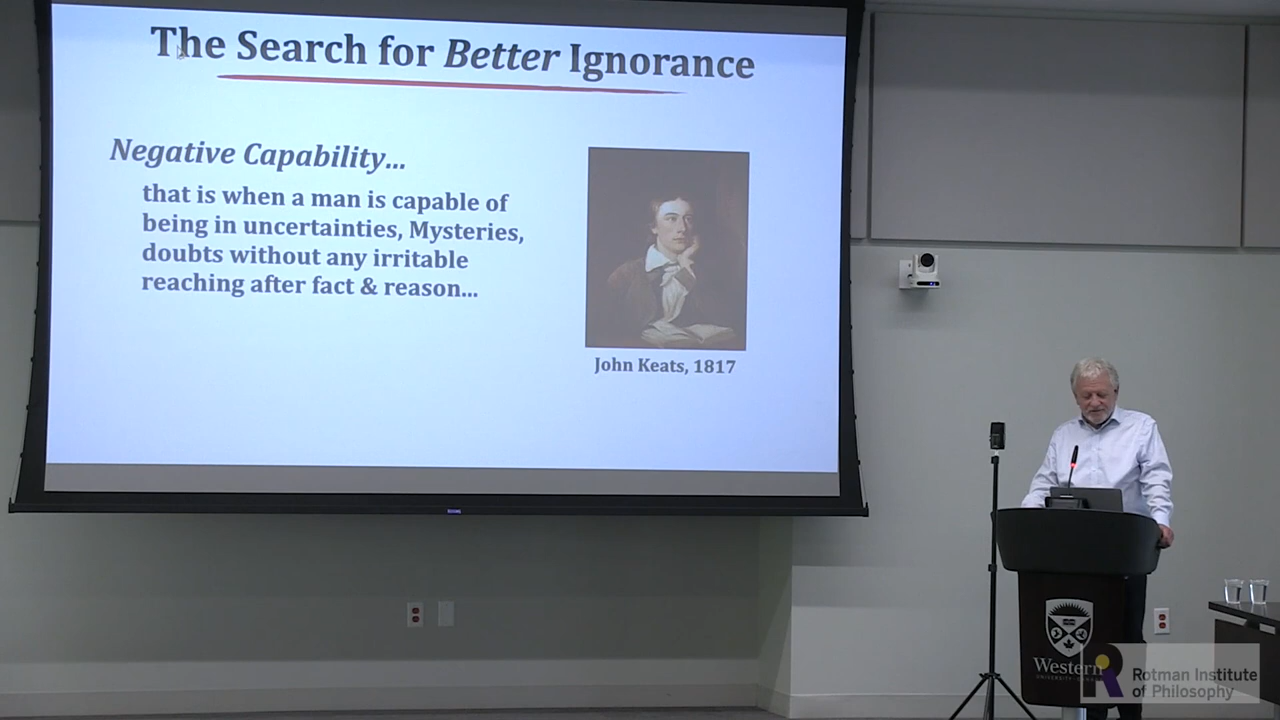 The Search for Better Ignorance
Negative Capability...
that is when a man is capable of
being in uncertainties, Mysteries,
doubts without any irritable
reaching after fact & reason...
John Keats, 1817
Western
Rotman Institute
of Philosophy